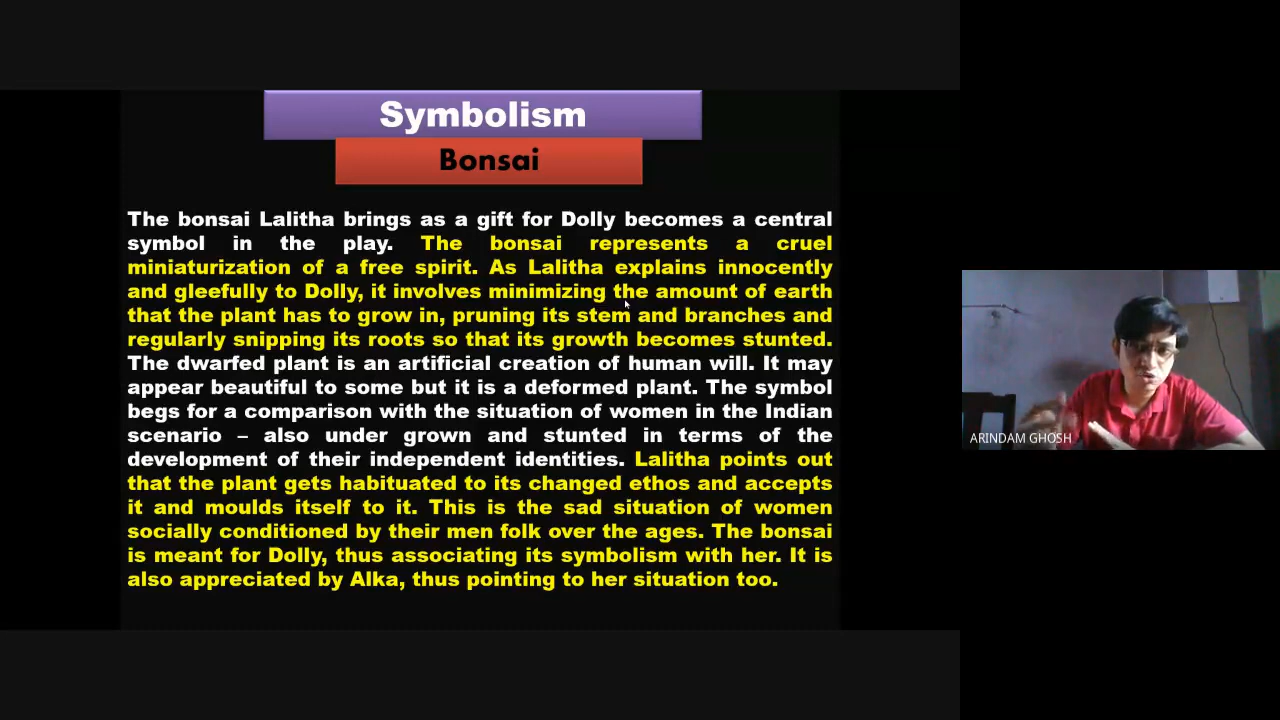 Symbolism
Bonsai
The bonsai Lalitha brings as a gift for Dolly becomes a central
symbol in the play. The bonsai represents a cruel
miniaturization of a free spirit. As Lalitha explains innocently
and gleefully to Dolly, it involves minimizing the amount of earth
that the plant has to grow in, pruning its stem and branches and
regularly snipping its roots so that its growth becomes stunted.
The dwarfed plant is an artificial creation of human will. It may
appear beautiful to some but it is a deformed plant. The symbol
begs for a comparison with the situation of women in the Indian
scenario – also under grown and stunted in terms of the
development of their independent identities. Lalitha points out
that the plant gets habituated to its changed ethos and accepts
it and moulds itself to it. This is the sad situation of women
socially conditioned by their men folk over the ages. The bonsai
is meant for Dolly, thus associating its symbolism with her. It is
also appreciated by Alka, thus pointing to her situation too.
ARINDAM GHOSH